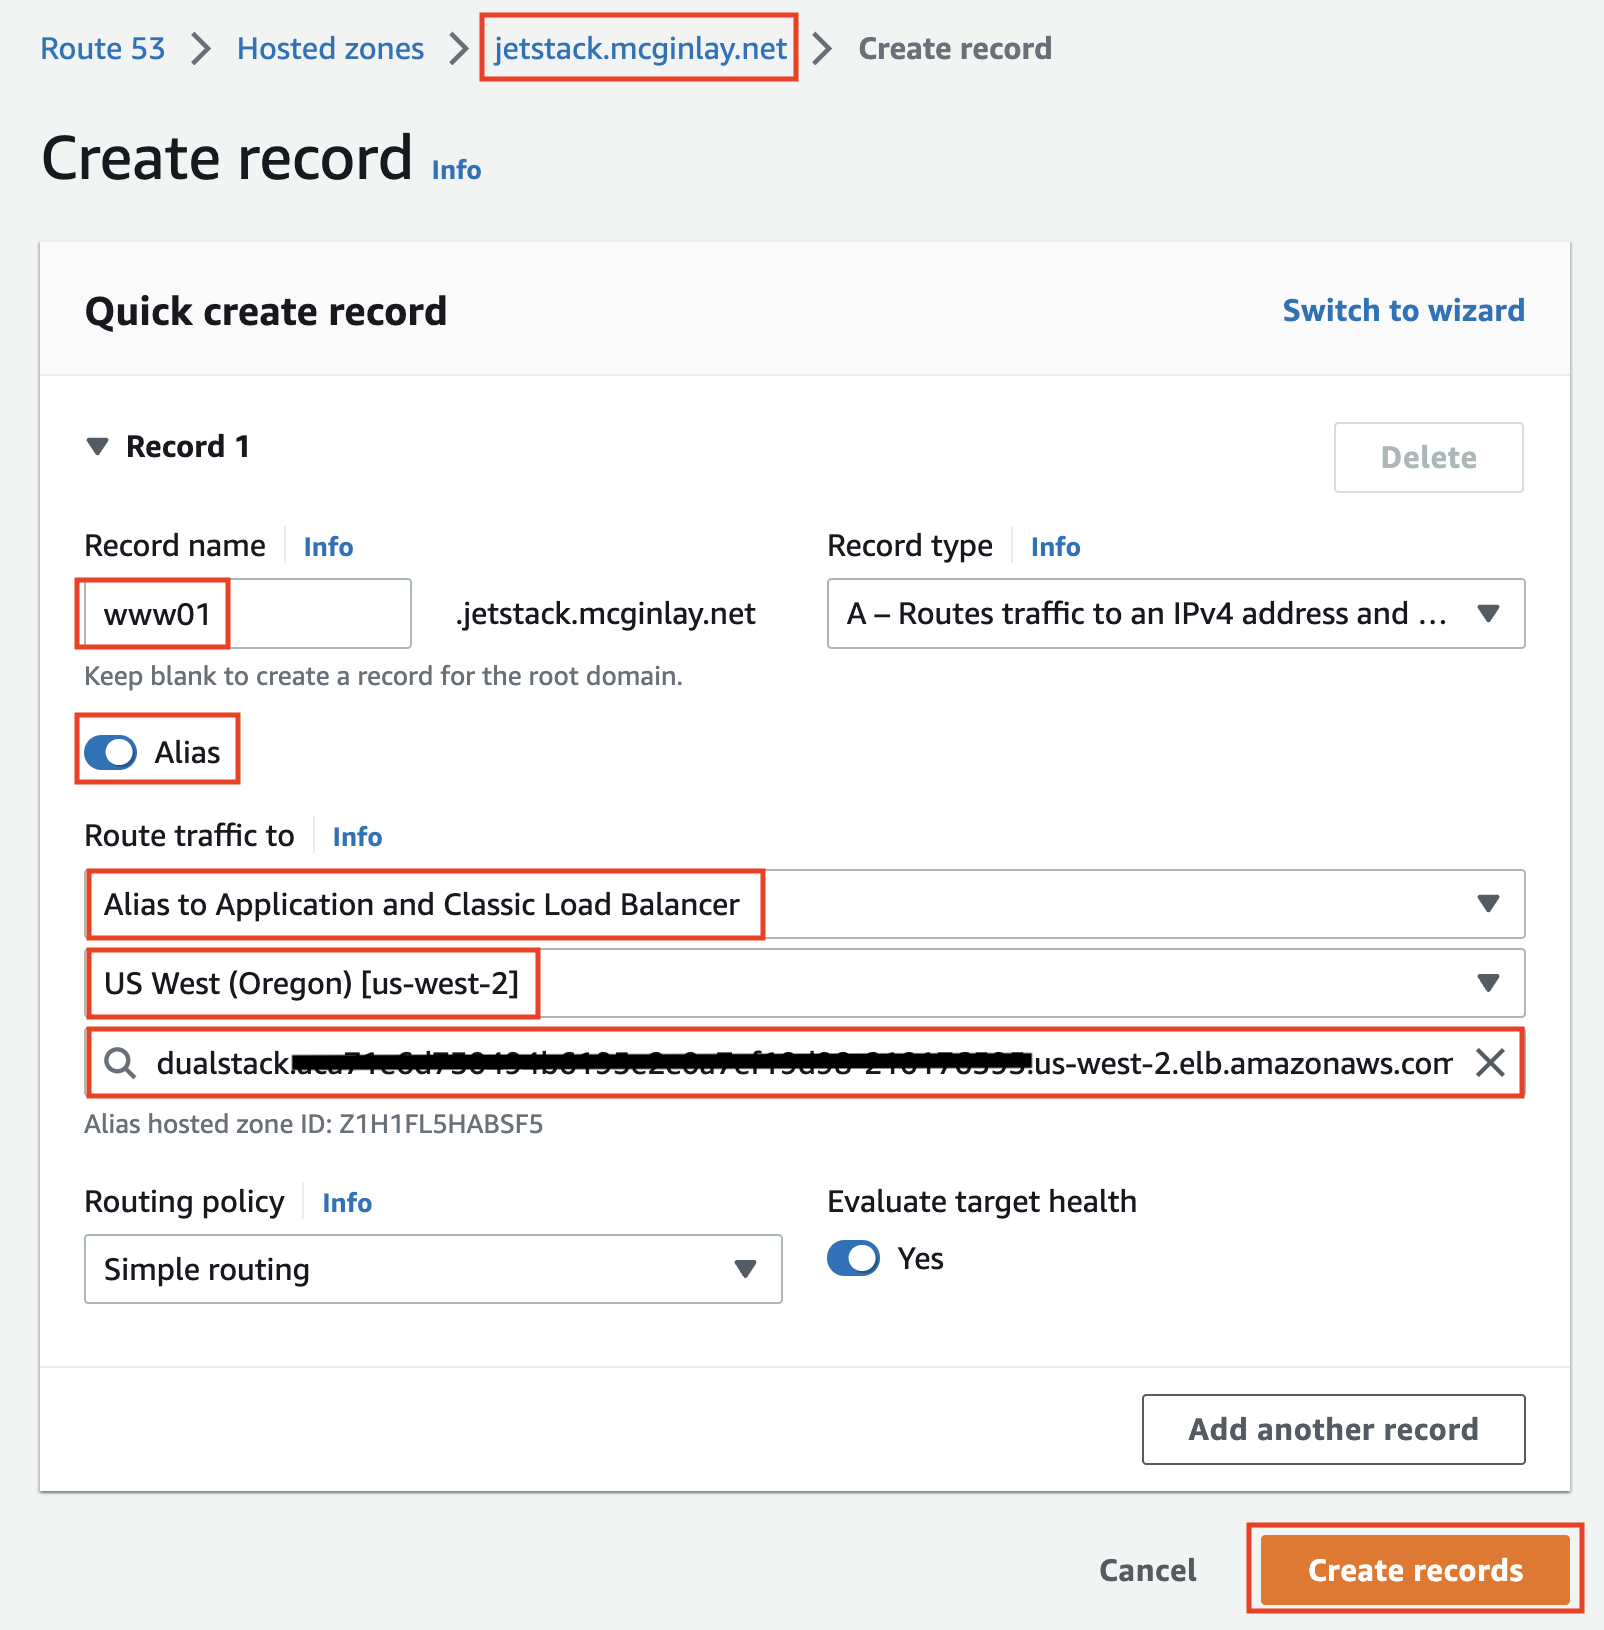 Route 53 > Hosted zones > jetstack.mcginlay.net > Create record
Create record Info
Quick create record Switch to wizard
Record 1 Delete
Record name Info Record type Info
www01 .jetstack.mcginlay.net A – Routes traffic to an IPv4 address and ...
Keep blank to create a record for the root domain.
Alias
Route traffic to Info
Alias to Application and Classic Load Balancer
US West (Oregon) [us-west-2]
dualstack. .us-west-2.elb.amazonaws.com
Alias hosted zone ID: Z1H1FL5HABSF5
Routing policy Info Evaluate target health
Simple routing Yes
Add another record
Cancel Create records